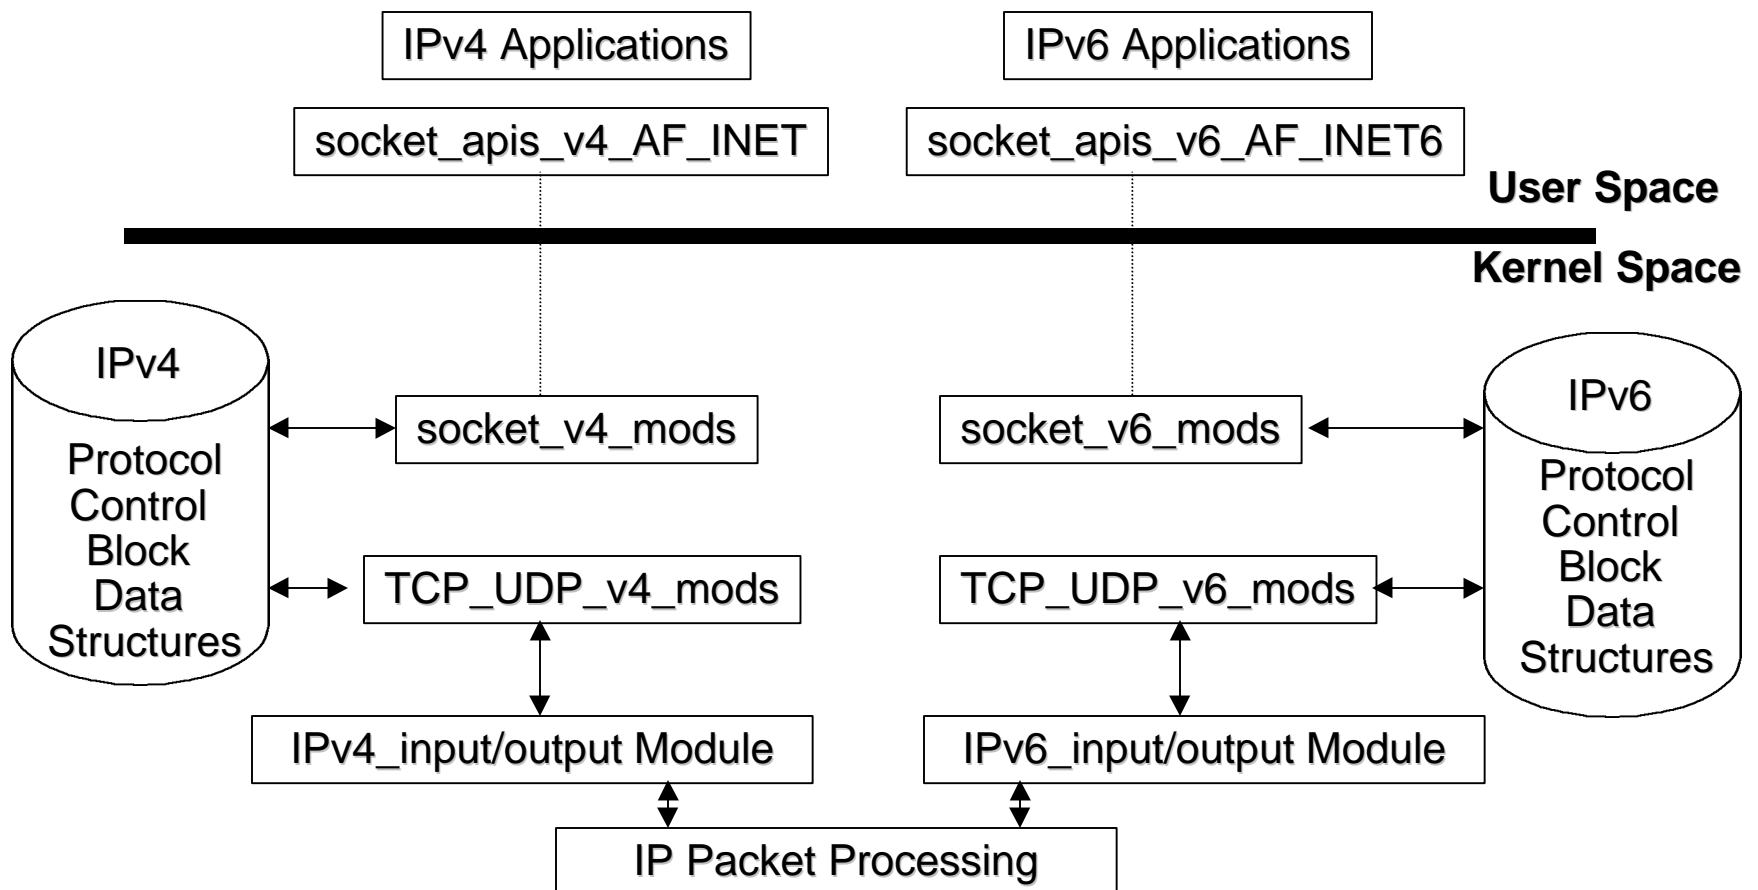 IPv4 Applications
IPv6 Applications
socket_apis_v4_AF_INET
socket_apis_v6_AF_INET6
User Space
Kernel Space
IPv4
Protocol
Control
Block
Data
Structures
socket_v4_mods
socket_v6_mods
IPv6
Protocol
Control
Block
Data
Structures
TCP_UDP_v4_mods
TCP_UDP_v6_mods
IPv4_input/output Module
IPv6_input/output Module
IP Packet Processing